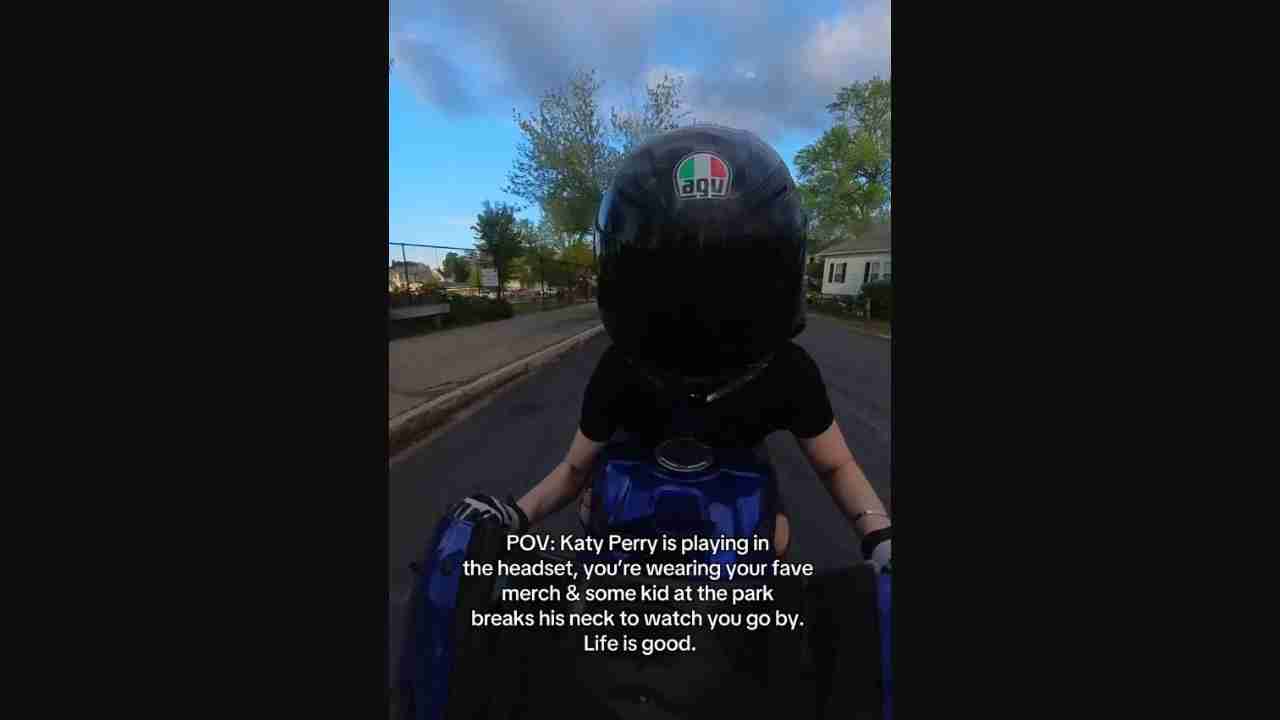 agv
POV: Katy Perry is playing in
the headset, you're wearing your fave
merch & some kid at the park
breaks his neck to watch you go by.
Life is good.